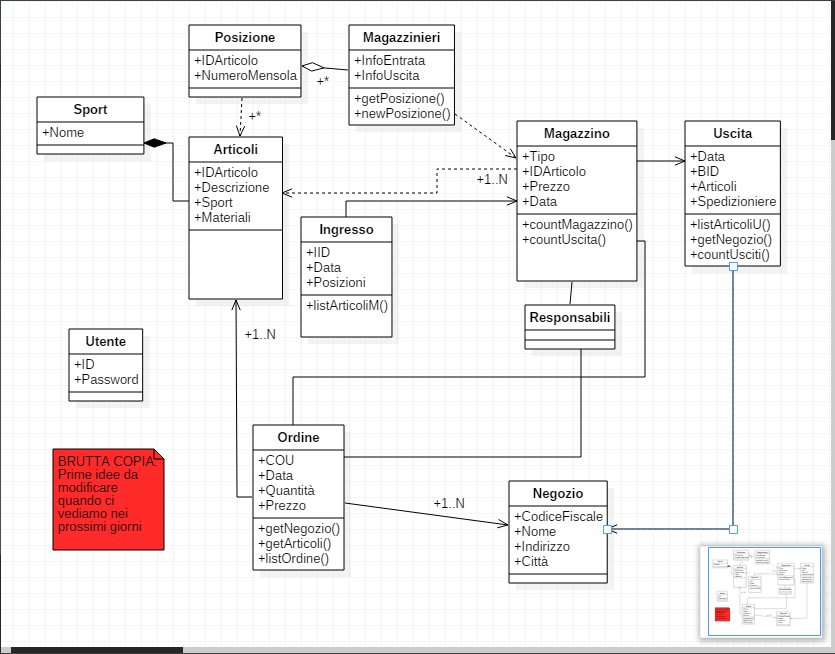 Posizione
+IDArticolo
+NumeroMensola
Magazzinieri
+InfoEntrata
+InfoUscita
+getPosizione()
+newPosizione()
+*
+*
Sport
+Nome
Articoli
+IDArticolo
+Descrizione
+Sport
+Materiali
Magazzino
+Tipo
+IDArticolo
+Prezzo
+Data
+countMagazzino()
+countUscita()
Uscita
+Data
+BID
+Articoli
+Spedizioniere
+listArticoliU()
+getNegozio()
+countUsciti()
+1..N
Ingresso
+IID
+Data
+Posizioni
+listArticoliM()
Responsabili
+1..N
Utente
+ID
+Password
BRUTTA COPIA:
Prime idee da
modificare
quando ci
vediamo nei
prossimi giorni
Ordine
+COU
+Data
+Quantità
+Prezzo
+getNegozio()
+getArticoli()
+listOrdine()
+1..N
Negozio
+CodiceFiscale
+Nome
+Indirizzo
+Città